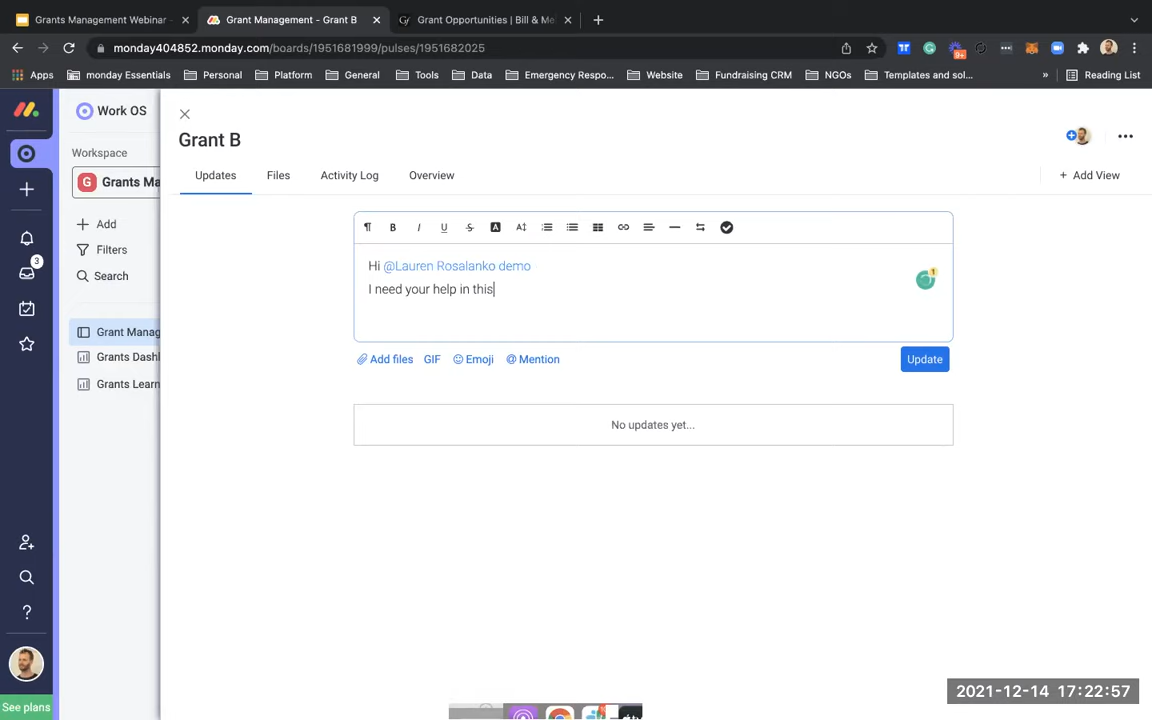 Grants Management Webinar -
Grant Management - Grant B
Grant Opportunities | Bill & Me
monday404852.monday.com/boards/1951681999/pulses/1951682025
Apps
monday Essentials
Personal
Platform
General
Tools
Data
Emergency Respo...
Website
Fundraising CRM
NGOs
Templates and sol...
»
Reading List
9+
Work OS
Workspace
G Grants Ma
Add
Filters
Search
Grant Manag
Grants Dashl
Grants Learn
3
See plans
Grant B
Updates
Files
Activity Log
Overview
+ Add View
B I U S A
Hi @Lauren Rosalanko demo
I need your help in this
1
Add files
GIF
Emoji
@ Mention
Update
No updates yet...
2021-12-14 17:22:57